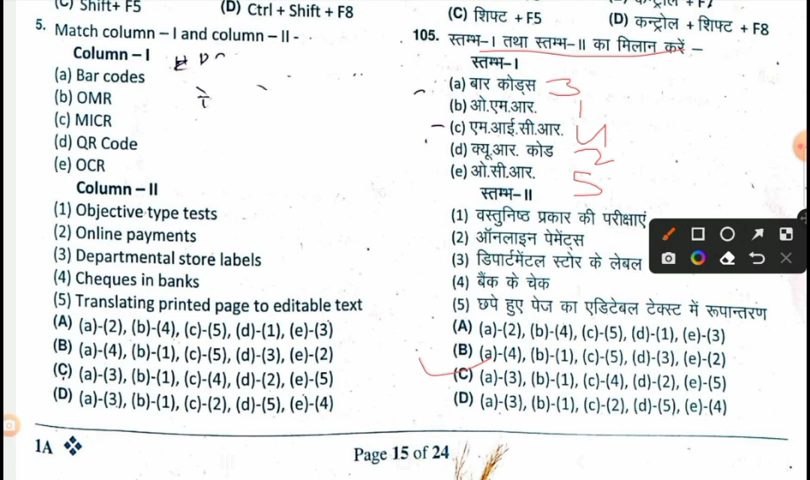 (C) Shift+ F5
(D) Ctrl + Shift + F8
5. Match column – I and column – II -
Column – I
(a) Bar codes
(b) OMR
(c) MICR
(d) QR Code
(e) OCR
Column – II
(1) Objective type tests
(2) Online payments
(3) Departmental store labels
(4) Cheques in banks
(5) Translating printed page to editable text
(A) (a)-(2), (b)-(4), (c)-(5), (d)-(1), (e)-(3)
(B) (a)-(4), (b)-(1), (c)-(5), (d)-(3), (e)-(2)
(C) (a)-(3), (b)-(1), (c)-(4), (d)-(2), (e)-(5)
(D) (a)-(3), (b)-(1), (c)-(2), (d)-(5), (e)-(4)
(C) शिफ्ट + F5
(D) कन्ट्रोल + शिफ्ट + F8
105. स्तम्भ–I तथा स्तम्भ–II का मिलान करें –
स्तम्भ–I
(a) बार कोड्स 3
(b) ओ.एम.आर. 1
(c) एम.आई.सी.आर. 4
(d) क्यू.आर. कोड 2
(e) ओ.सी.आर. 5
स्तम्भ–II
(1) वस्तुनिष्ठ प्रकार की परीक्षाएं
(2) ऑनलाइन पेमेंट्स
(3) डिपार्टमेंटल स्टोर के लेबल
(4) बैंक के चेक
(5) छपे हुए पेज का एडिटेबल टेक्स्ट में रूपान्तरण
(A) (a)-(2), (b)-(4), (c)-(5), (d)-(1), (e)-(3)
(B) (a)-(4), (b)-(1), (c)-(5), (d)-(3), (e)-(2)
(C) (a)-(3), (b)-(1), (c)-(4), (d)-(2), (e)-(5)
(D) (a)-(3), (b)-(1), (c)-(2), (d)-(5), (e)-(4)
1A
Page 15 of 24